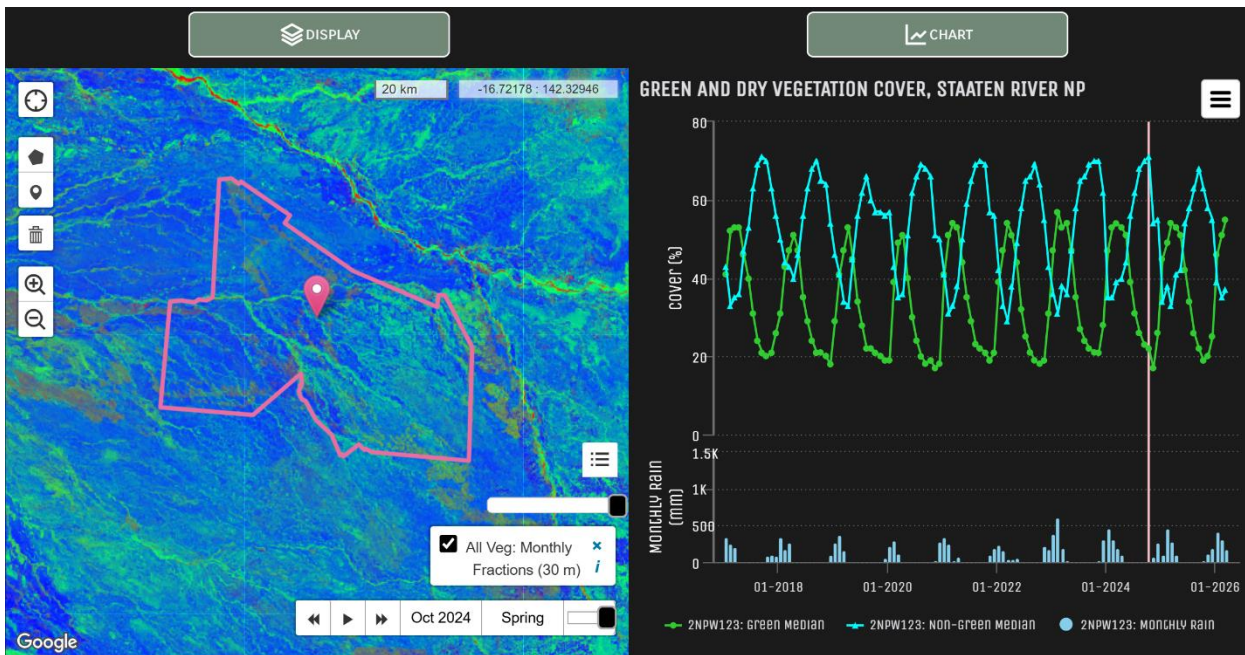 DISPLAY
CHART
20 km
-16.72178 : 142.32946
GREEN AND DRY VEGETATION COVER, STAATEN RIVER NP
80
60
40
20
0
Cover (%)
1.5K
1K
500
0
Monthly Rain
(mm)
01-2018
01-2020
01-2022
01-2024
01-2026
All Veg: Monthly ×
Fractions (30 m) i
Oct 2024
Spring
Google
2NPW123: Green Median
2NPW123: Non-Green Median
2NPW123: Monthly Rain